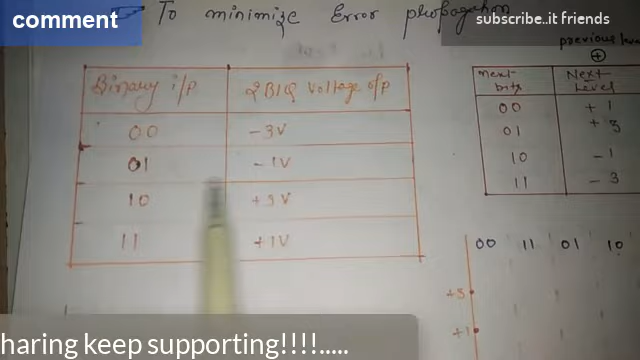 comment
To minimize Error propagation
subscribe..it friends
previous level
+
Binary i/p 2B1Q Voltage o/p
00 -3V
01 -1V
10 +3V
11 +1V
Next bits Next Level
00 +1
01 +3
10 -1
11 -3
00 11 01 10
+3
+1
haring keep supporting!!!!.....